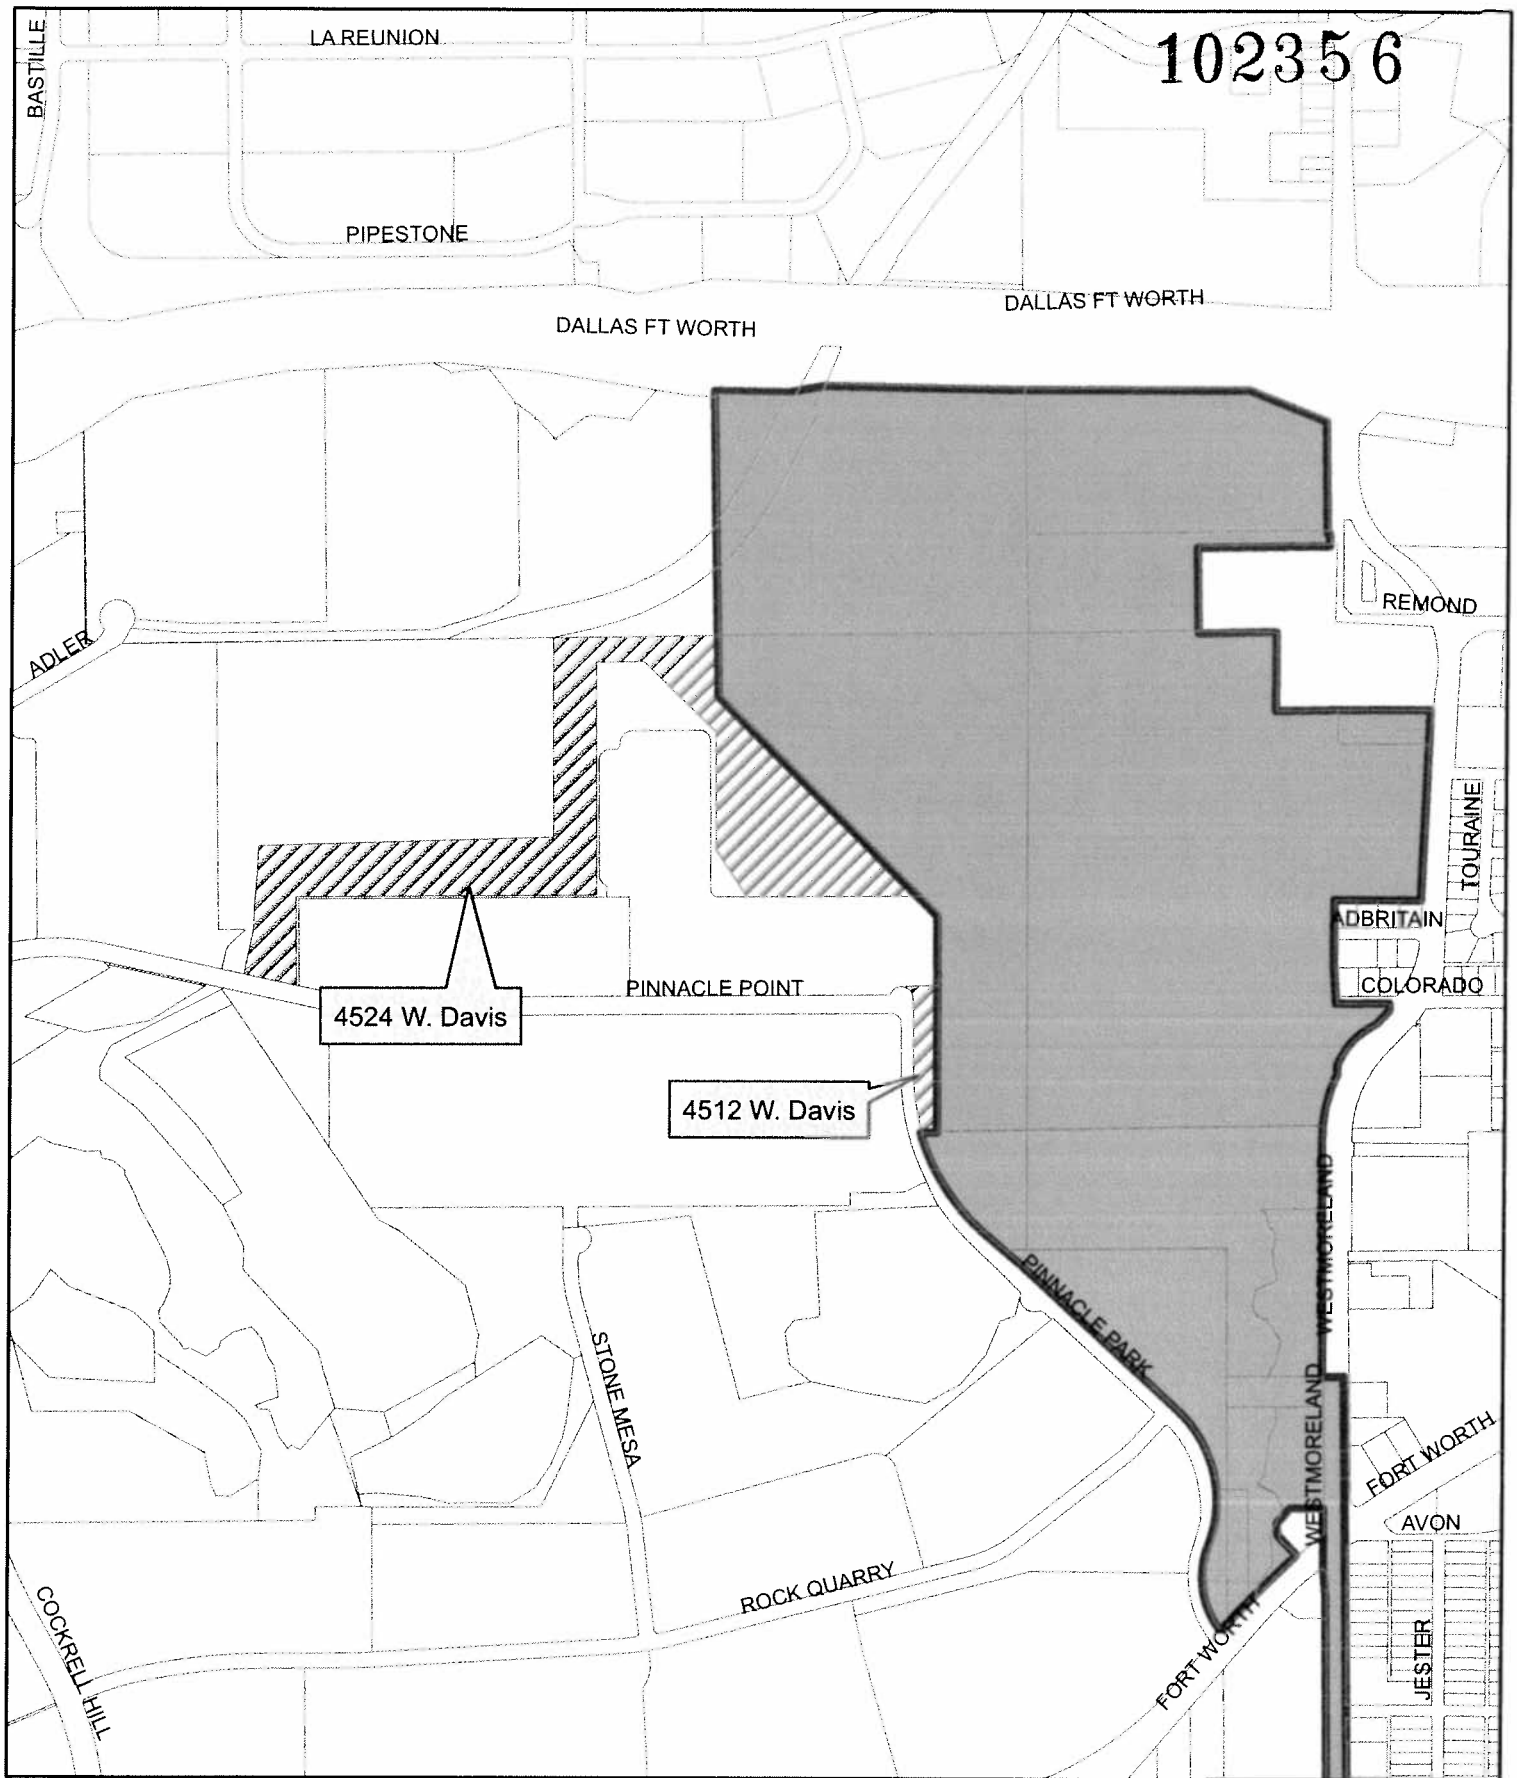 BASTILLE
LA REUNION
102356
PIPESTONE
DALLAS FT WORTH
DALLAS FT WORTH
REMOND
ADLER
TOURAINE
ADBRITAIN
COLORADO
PINNACLE POINT
4524 W. Davis
4512 W. Davis
WESTMORELAND
PINNACLE PARK
STONE MESA
WESTMORELAND
FORT WORTH
AVON
ROCK QUARRY
COCKRELL HILL
FORT WORTH
JESTER